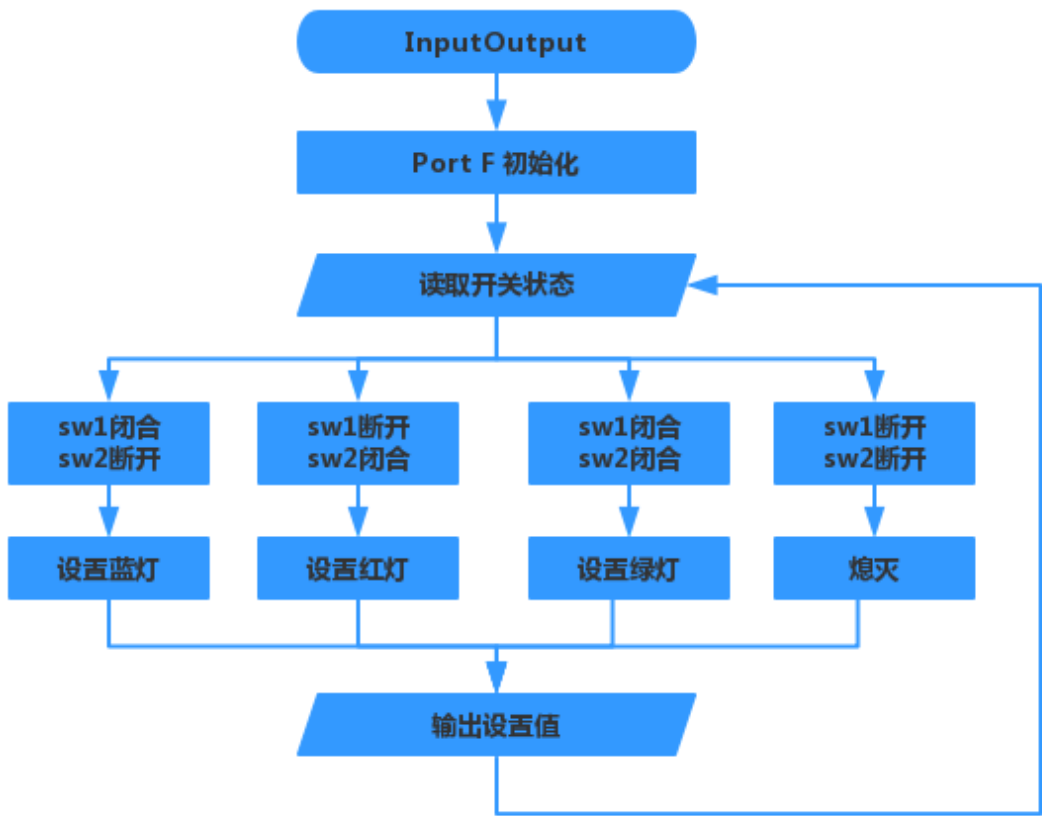 InputOutput
Port F 初始化
读取开关状态
sw1闭合
sw2断开
sw1断开
sw2闭合
sw1闭合
sw2闭合
sw1断开
sw2断开
设置蓝灯
设置红灯
设置绿灯
熄灭
输出设置值